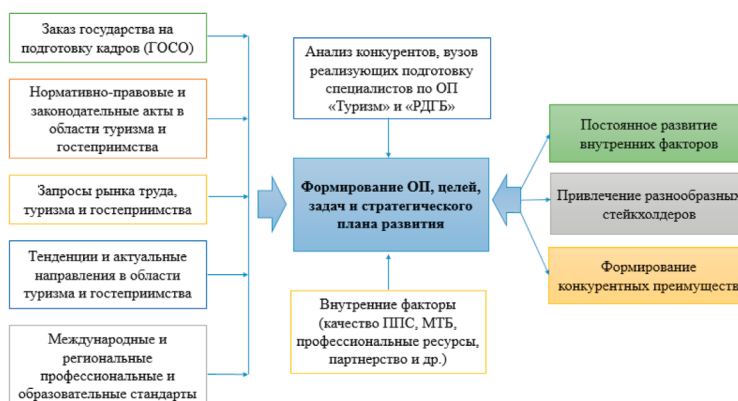 Заказ государства на
подготовку кадров (ГОСО)
Нормативно-правовые и
законодательные акты в
области туризма и
гостеприимства
Запросы рынка труда,
туризма и гостеприимства
Тенденции и актуальные
направления в области
туризма и гостеприимства
Международные и
региональные
профессиональные и
образовательные стандарты
Анализ конкурентов, вузов
реализующих подготовку
специалистов по ОП
«Туризм» и «РДГБ»
Формирование ОП, целей,
задач и стратегического
плана развития
Внутренние факторы
(качество ППС, МТБ,
профессиональные ресурсы,
партнерство и др.)
Постоянное развитие
внутренних факторов
Привлечение разнообразных
стейкхолдеров
Формирование
конкурентных преимуществ